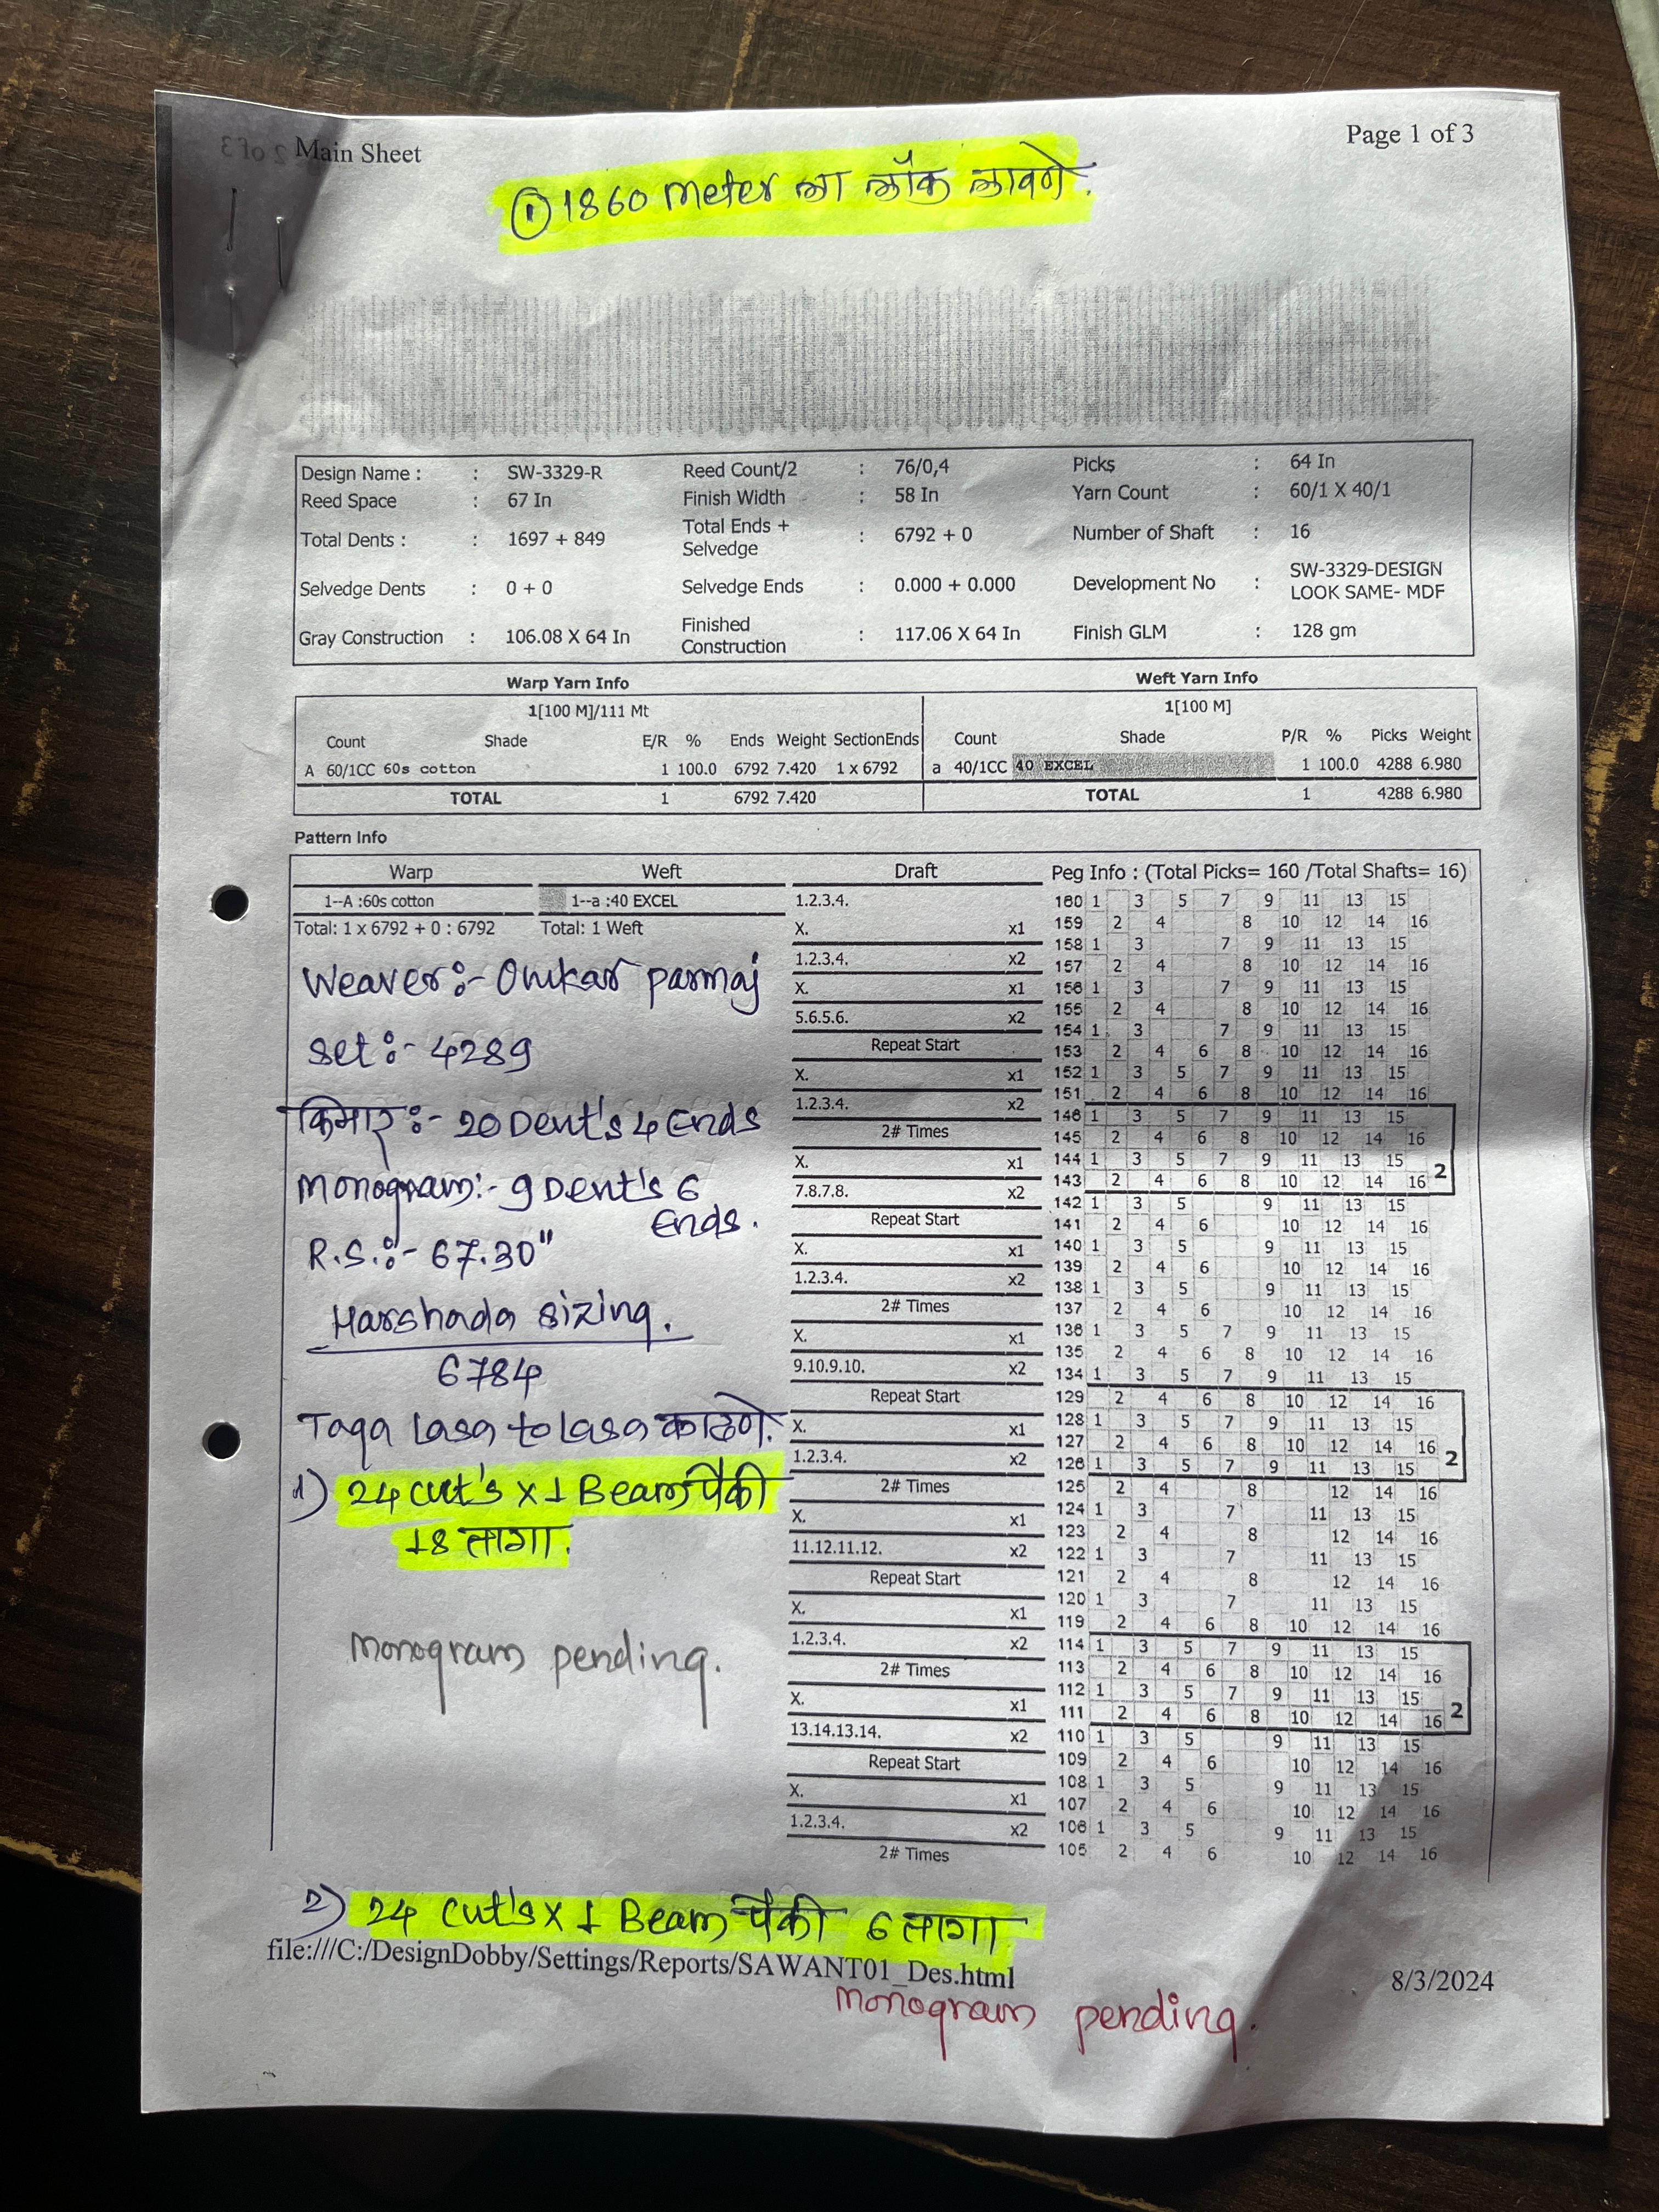 Main Sheet
Page 1 of 3
① 1860 meter ला लॉक लावणे.
Design Name : : SW-3329-R Reed Count/2 : 76/0,4 Picks : 64 In
Reed Space : 67 In Finish Width : 58 In Yarn Count : 60/1 X 40/1
Total Dents : : 1697 + 849 Total Ends + Selvedge : 6792 + 0 Number of Shaft : 16
Selvedge Dents : 0 + 0 Selvedge Ends : 0.000 + 0.000 Development No : SW-3329-DESIGN LOOK SAME- MDF
Gray Construction : 106.08 X 64 In Finished Construction : 117.06 X 64 In Finish GLM : 128 gm
Warp Yarn Info
1[100 M]/111 Mt
Count Shade E/R % Ends Weight SectionEnds
A 60/1CC 60s cotton 1 100.0 6792 7.420 1 x 6792
TOTAL 1 6792 7.420
Weft Yarn Info
1[100 M]
Count Shade P/R % Picks Weight
a 40/1CC 40 EXCEL 1 100.0 4288 6.980
TOTAL 1 4288 6.980
Pattern Info
Warp
1--A :60s cotton
Total: 1 x 6792 + 0 : 6792
Weft
1--a :40 EXCEL
Total: 1 Weft
Weaver:- Omkar parmaj
set:- 4289
किनार:- 20 Dent's 4 Ends
Monogram:- 9 Dent's 6
Ends.
R.S.:- 67.30"
Harshada sizing.
6784
Taga Lasa to Lasa काढणे.
1) 24 cut's x 1 Beam पैकी
18 तागा.
monogram pending.
Draft
1.2.3.4.
X. x1
1.2.3.4. x2
X. x1
5.6.5.6. x2
Repeat Start
X. x1
1.2.3.4. x2
2# Times
X. x1
7.8.7.8. x2
Repeat Start
X. x1
1.2.3.4. x2
2# Times
X. x1
9.10.9.10. x2
Repeat Start
X. x1
1.2.3.4. x2
2# Times
X. x1
11.12.11.12. x2
Repeat Start
X. x1
1.2.3.4. x2
2# Times
X. x1
13.14.13.14. x2
Repeat Start
X. x1
1.2.3.4. x2
2# Times
Peg Info : (Total Picks= 160 /Total Shafts= 16)
160 1 3 5 7 9 11 13 15
159 2 4 8 10 12 14 16
158 1 3 7 9 11 13 15
157 2 4 8 10 12 14 16
156 1 3 7 9 11 13 15
155 2 4 8 10 12 14 16
154 1 3 7 9 11 13 15
153 2 4 6 8 10 12 14 16
152 1 3 5 7 9 11 13 15
151 2 4 6 8 10 12 14 16
146 1 3 5 7 9 11 13 15
145 2 4 6 8 10 12 14 16
144 1 3 5 7 9 11 13 15
143 2 4 6 8 10 12 14 16 2
142 1 3 5 9 11 13 15
141 2 4 6 10 12 14 16
140 1 3 5 9 11 13 15
139 2 4 6 10 12 14 16
138 1 3 5 9 11 13 15
137 2 4 6 10 12 14 16
136 1 3 5 7 9 11 13 15
135 2 4 6 8 10 12 14 16
134 1 3 5 7 9 11 13 15
129 2 4 6 8 10 12 14 16
128 1 3 5 7 9 11 13 15
127 2 4 6 8 10 12 14 16
126 1 3 5 7 9 11 13 15 2
125 2 4 8 12 14 16
124 1 3 7 11 13 15
123 2 4 8 12 14 16
122 1 3 7 11 13 15
121 2 4 8 12 14 16
120 1 3 7 11 13 15
119 2 4 6 8 10 12 14 16
114 1 3 5 7 9 11 13 15
113 2 4 6 8 10 12 14 16
112 1 3 5 7 9 11 13 15
111 2 4 6 8 10 12 14 16 2
110 1 3 5 9 11 13 15
109 2 4 6 10 12 14 16
108 1 3 5 9 11 13 15
107 2 4 6 10 12 14 16
106 1 3 5 9 11 13 15
105 2 4 6 10 12 14 16
2) 24 cut's x 1 Beam पैकी 6 तागा
file:///C:/DesignDobby/Settings/Reports/SAWANT01_Des.html
8/3/2024
monogram pending.